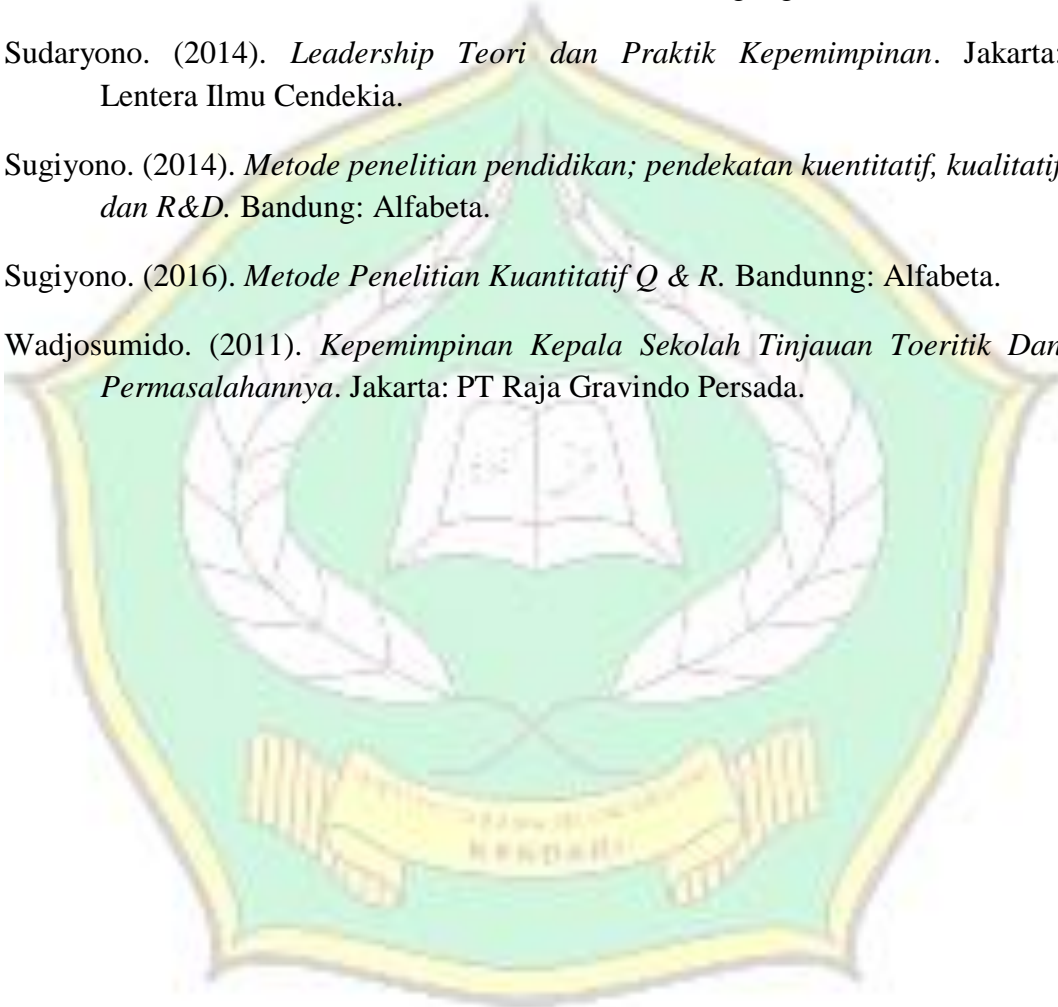 Sudaryono. (2014). Leadership Teori dan Praktik Kepemimpinan. Jakarta:
Lentera Ilmu Cendekia.
Sugiyono. (2014). Metode penelitian pendidikan; pendekatan kuentitatif, kualitatif
dan R&D. Bandung: Alfabeta.
Sugiyono. (2016). Metode Penelitian Kuantitatif Q & R. Bandunng: Alfabeta.
Wadjosumido. (2011). Kepemimpinan Kepala Sekolah Tinjauan Toeritik Dan
Permasalahannya. Jakarta: PT Raja Gravindo Persada.
KENDARI